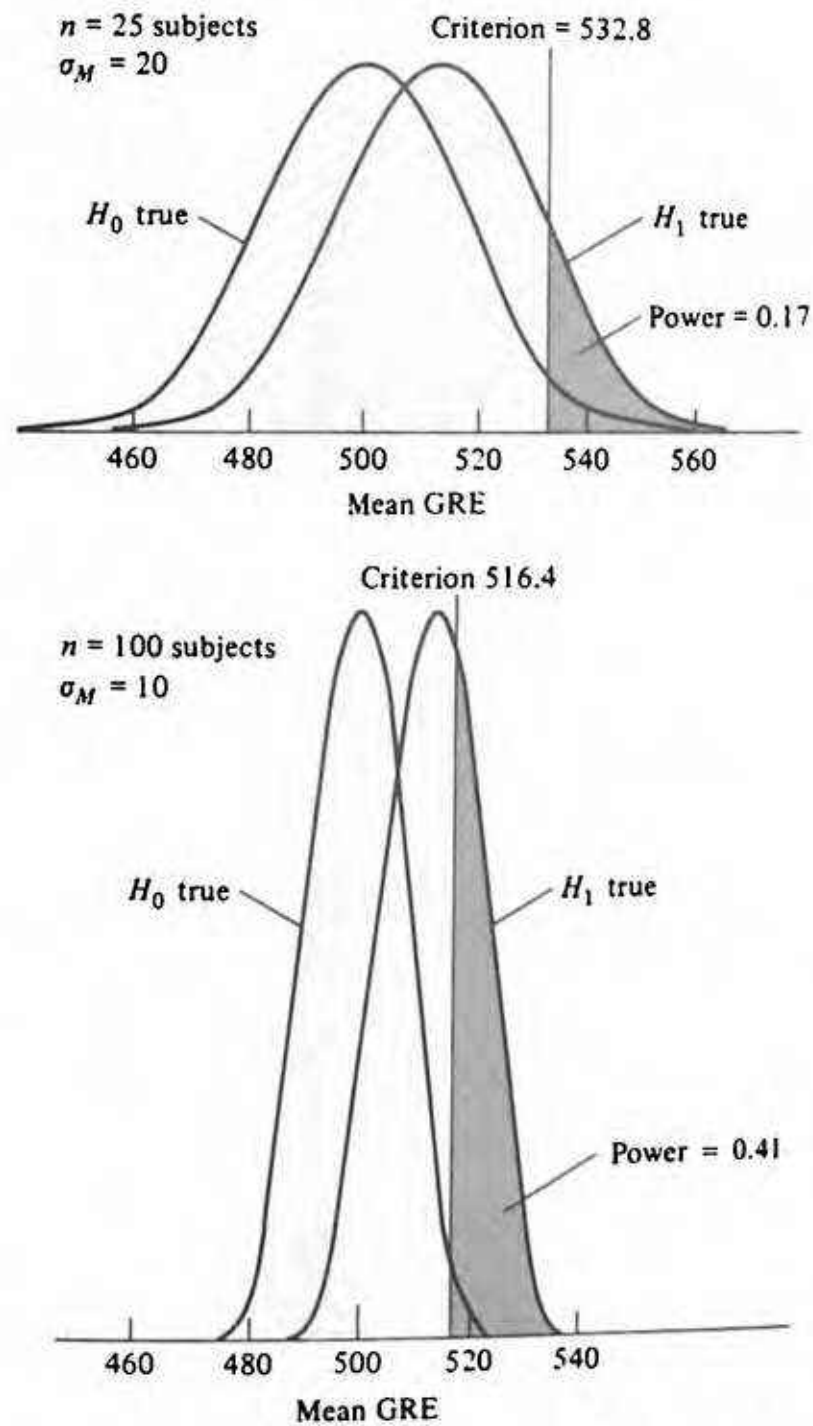 n = 25 subjects
σM = 20
Criterion = 532.8
H0 true
H1 true
Power = 0.17
460 480 500 520 540 560
Mean GRE
Criterion 516.4
n = 100 subjects
σM = 10
H0 true
H1 true
Power = 0.41
460 480 500 520 540
Mean GRE